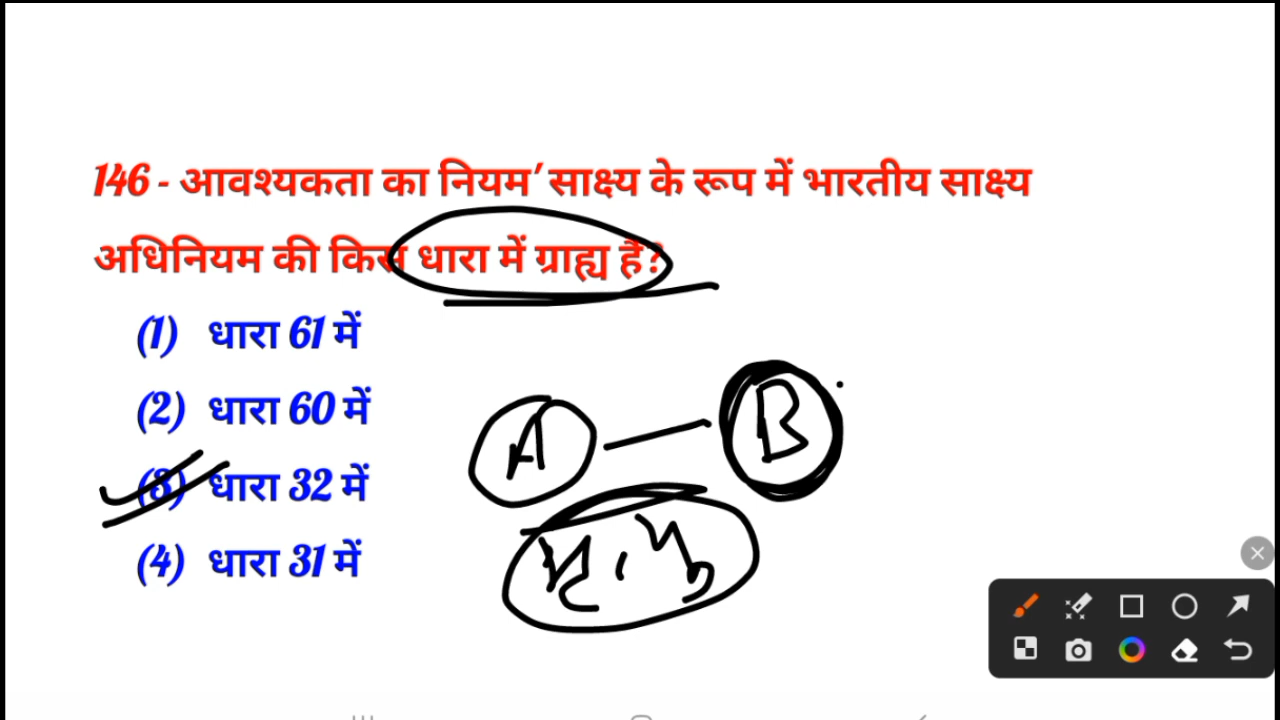 146 - आवश्यकता का नियम' साक्ष्य के रूप में भारतीय साक्ष्य
अधिनियम की किस धारा में ग्राह्य है?
(1) धारा 61 में
(2) धारा 60 में
(3) धारा 32 में
(4) धारा 31 में
A
B